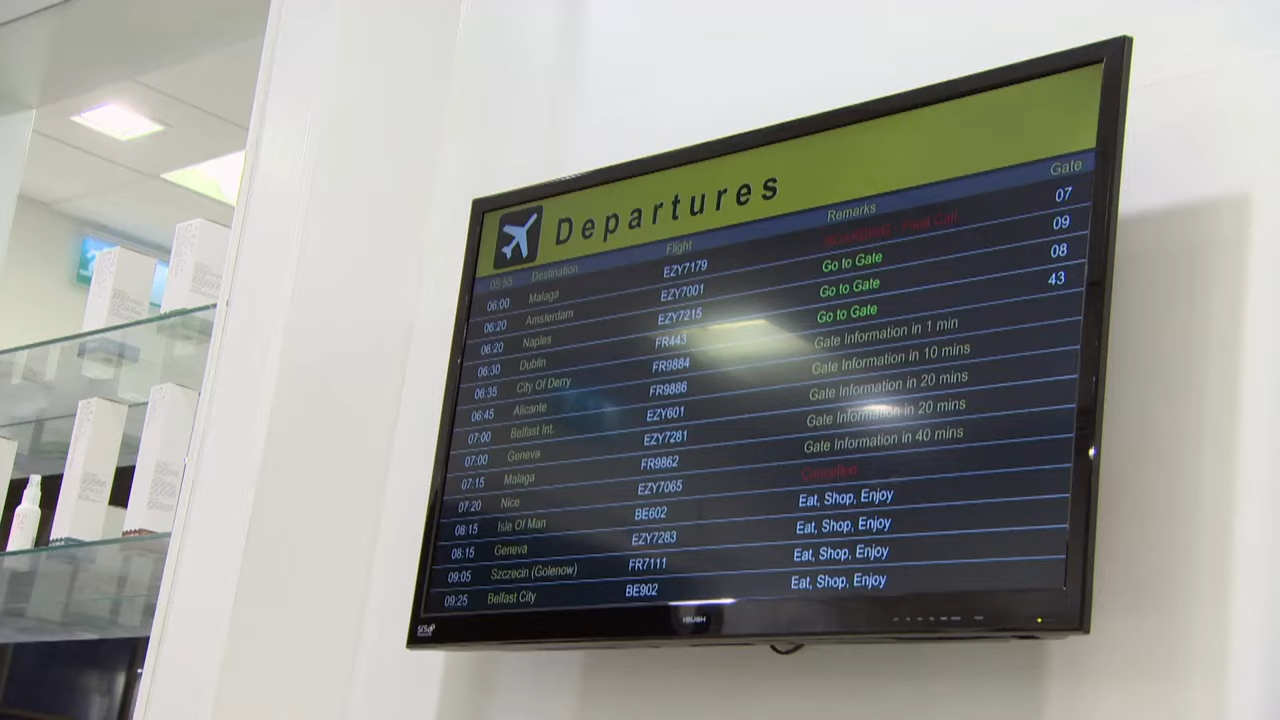 Departures
05:55 Destination Flight Remarks Gate
06:00 Malaga EZY7179 BOARDING - Final Call 07
06:20 Amsterdam EZY7001 Go to Gate 09
06:20 Naples EZY7215 Go to Gate 08
06:30 Dublin FR443 Go to Gate 43
06:35 City Of Derry FR9884 Gate Information in 1 min
06:45 Alicante FR9886 Gate Information in 10 mins
07:00 Belfast Int. EZY601 Gate Information in 20 mins
07:00 Geneva EZY7281 Gate Information in 20 mins
07:15 Malaga FR9862 Gate Information in 40 mins
07:20 Nice EZY7065 Cancelled
08:15 Isle Of Man BE602 Eat, Shop, Enjoy
08:15 Geneva EZY7283 Eat, Shop, Enjoy
09:05 Szczecin (Golenow) FR7111 Eat, Shop, Enjoy
09:25 Belfast City BE902 Eat, Shop, Enjoy